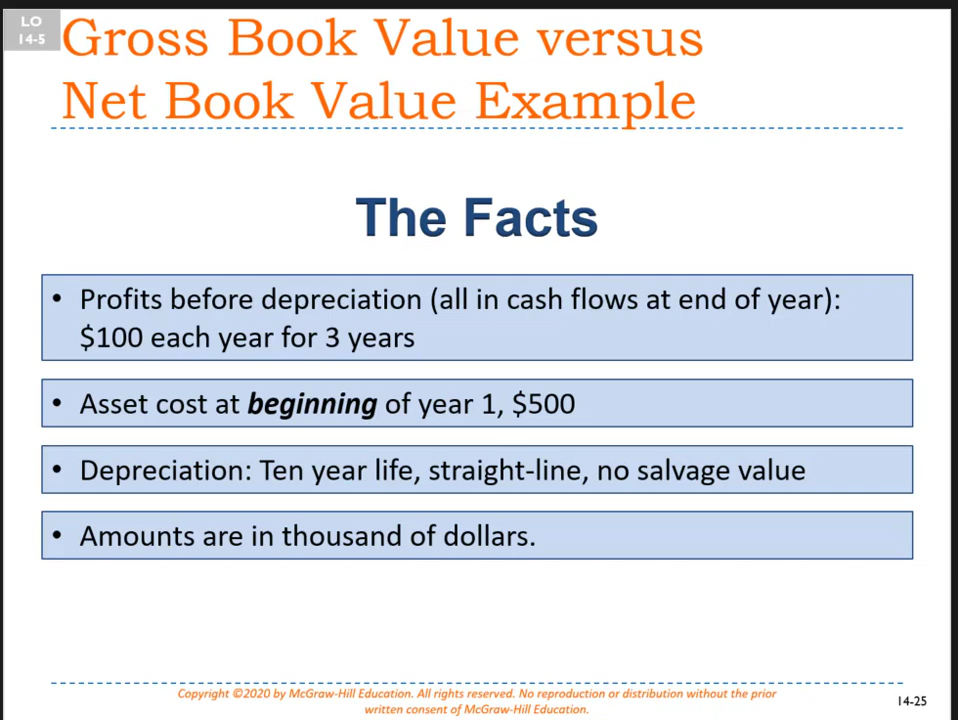 LO
14-5
Gross Book Value versus
Net Book Value Example
The Facts
• Profits before depreciation (all in cash flows at end of year):
$100 each year for 3 years
• Asset cost at beginning of year 1, $500
• Depreciation: Ten year life, straight-line, no salvage value
• Amounts are in thousand of dollars.
Copyright ©2020 by McGraw-Hill Education. All rights reserved. No reproduction or distribution without the prior
written consent of McGraw-Hill Education.
14-25